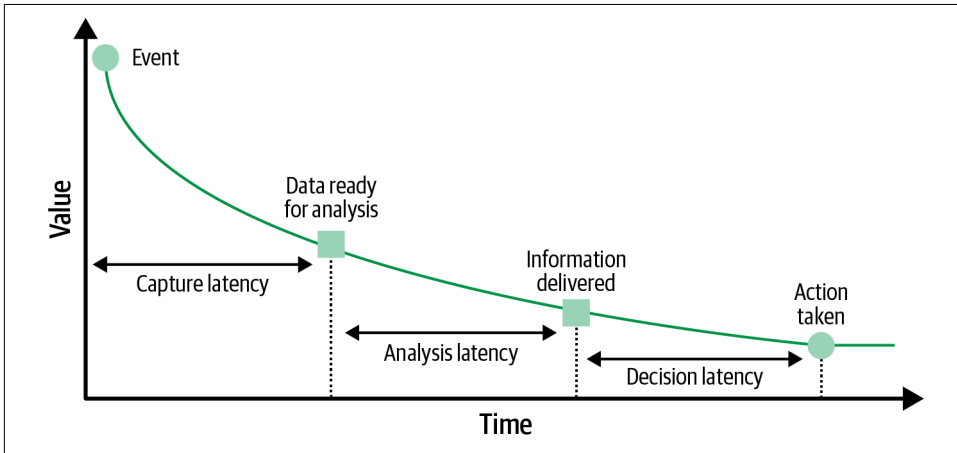 Event
Data ready
for analysis
Value
Capture latency
Information
delivered
Action
taken
Analysis latency
Decision latency
Time